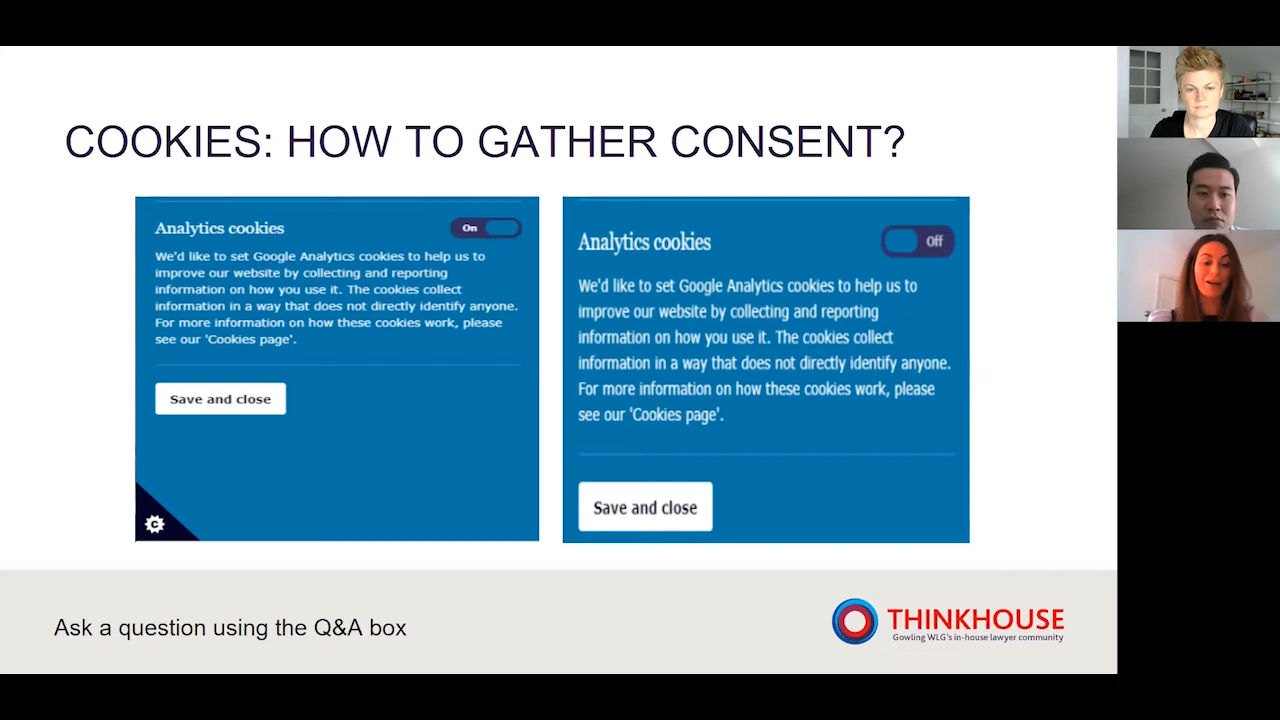 COOKIES: HOW TO GATHER CONSENT?
Analytics cookies
On
We'd like to set Google Analytics cookies to help us to
improve our website by collecting and reporting
information on how you use it. The cookies collect
information in a way that does not directly identify anyone.
For more information on how these cookies work, please
see our 'Cookies page'.
Save and close
C
Analytics cookies
Off
We'd like to set Google Analytics cookies to help us to
improve our website by collecting and reporting
information on how you use it. The cookies collect
information in a way that does not directly identify anyone.
For more information on how these cookies work, please
see our 'Cookies page'.
Save and close
Ask a question using the Q&A box
THINKHOUSE
Gowling WLG's in-house lawyer community